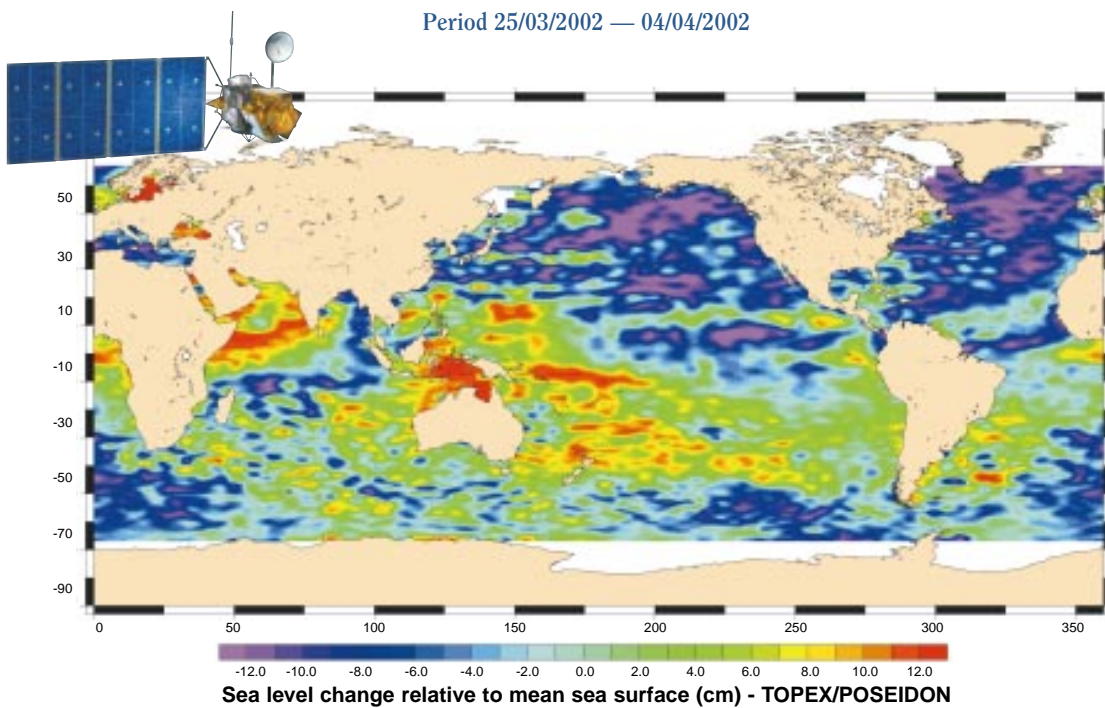 Period 25/03/2002 — 04/04/2002
50
30
10
-10
-30
-50
-70
-90
0 50 100 150 200 250 300 350
-12.0 -10.0 -8.0 -6.0 -4.0 -2.0 0.0 2.0 4.0 6.0 8.0 10.0 12.0
Sea level change relative to mean sea surface (cm) - TOPEX/POSEIDON